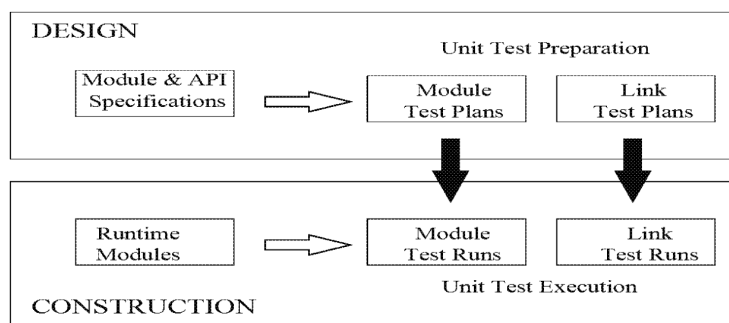 DESIGN
Unit Test Preparation
Module & API
Specifications
Module
Test Plans
Link
Test Plans
Runtime
Modules
Module
Test Runs
Link
Test Runs
Unit Test Execution
CONSTRUCTION